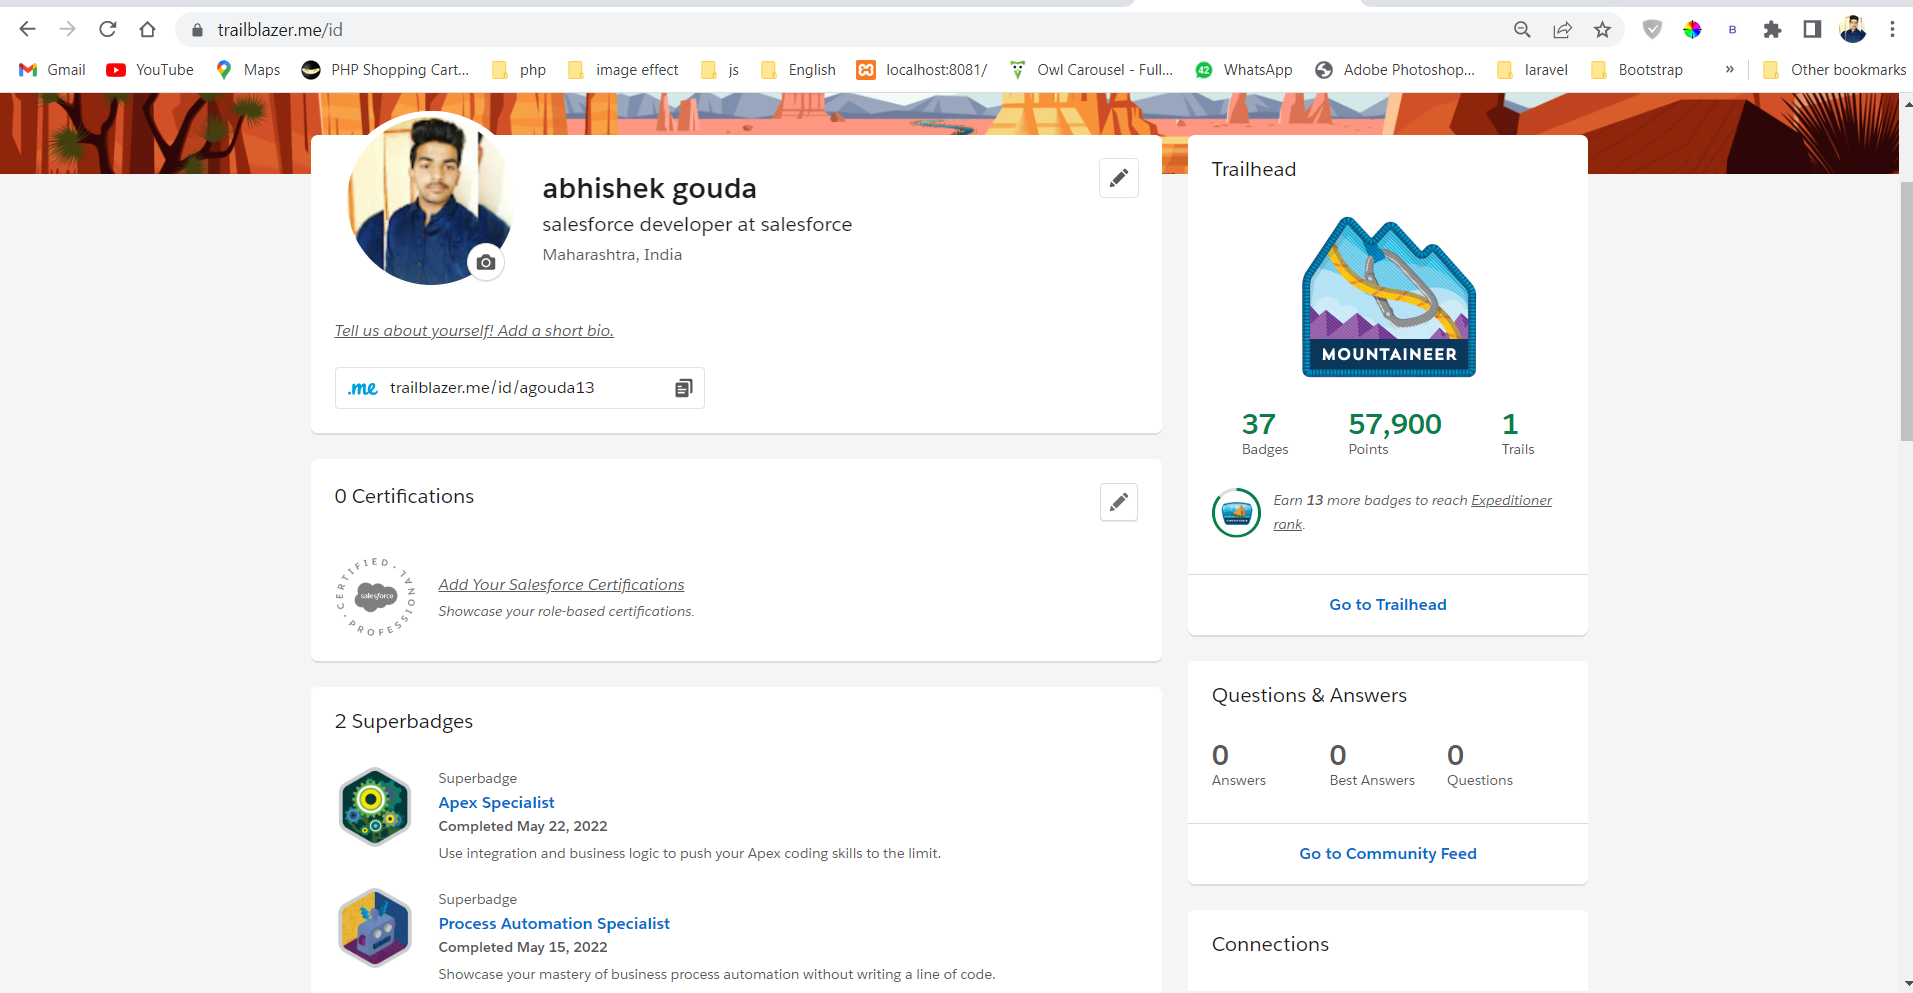 trailblazer.me/id
Gmail YouTube Maps PHP Shopping Cart... php image effect js English localhost:8081/ Owl Carousel - Full... 42 WhatsApp Adobe Photoshop... laravel Bootstrap » Other bookmarks
B
abhishek gouda
salesforce developer at salesforce
Maharashtra, India
Tell us about yourself! Add a short bio.
.me trailblazer.me/id/agouda13
0 Certifications
CERTIFIED · PROFESSIONAL ·
salesforce
Add Your Salesforce Certifications
Showcase your role-based certifications.
2 Superbadges
Superbadge
Apex Specialist
Completed May 22, 2022
Use integration and business logic to push your Apex coding skills to the limit.
Superbadge
Process Automation Specialist
Completed May 15, 2022
Showcase your mastery of business process automation without writing a line of code.
Trailhead
MOUNTAINEER
37 57,900 1
Badges Points Trails
Earn 13 more badges to reach Expeditioner
rank.
Go to Trailhead
Questions & Answers
0 0 0
Answers Best Answers Questions
Go to Community Feed
Connections